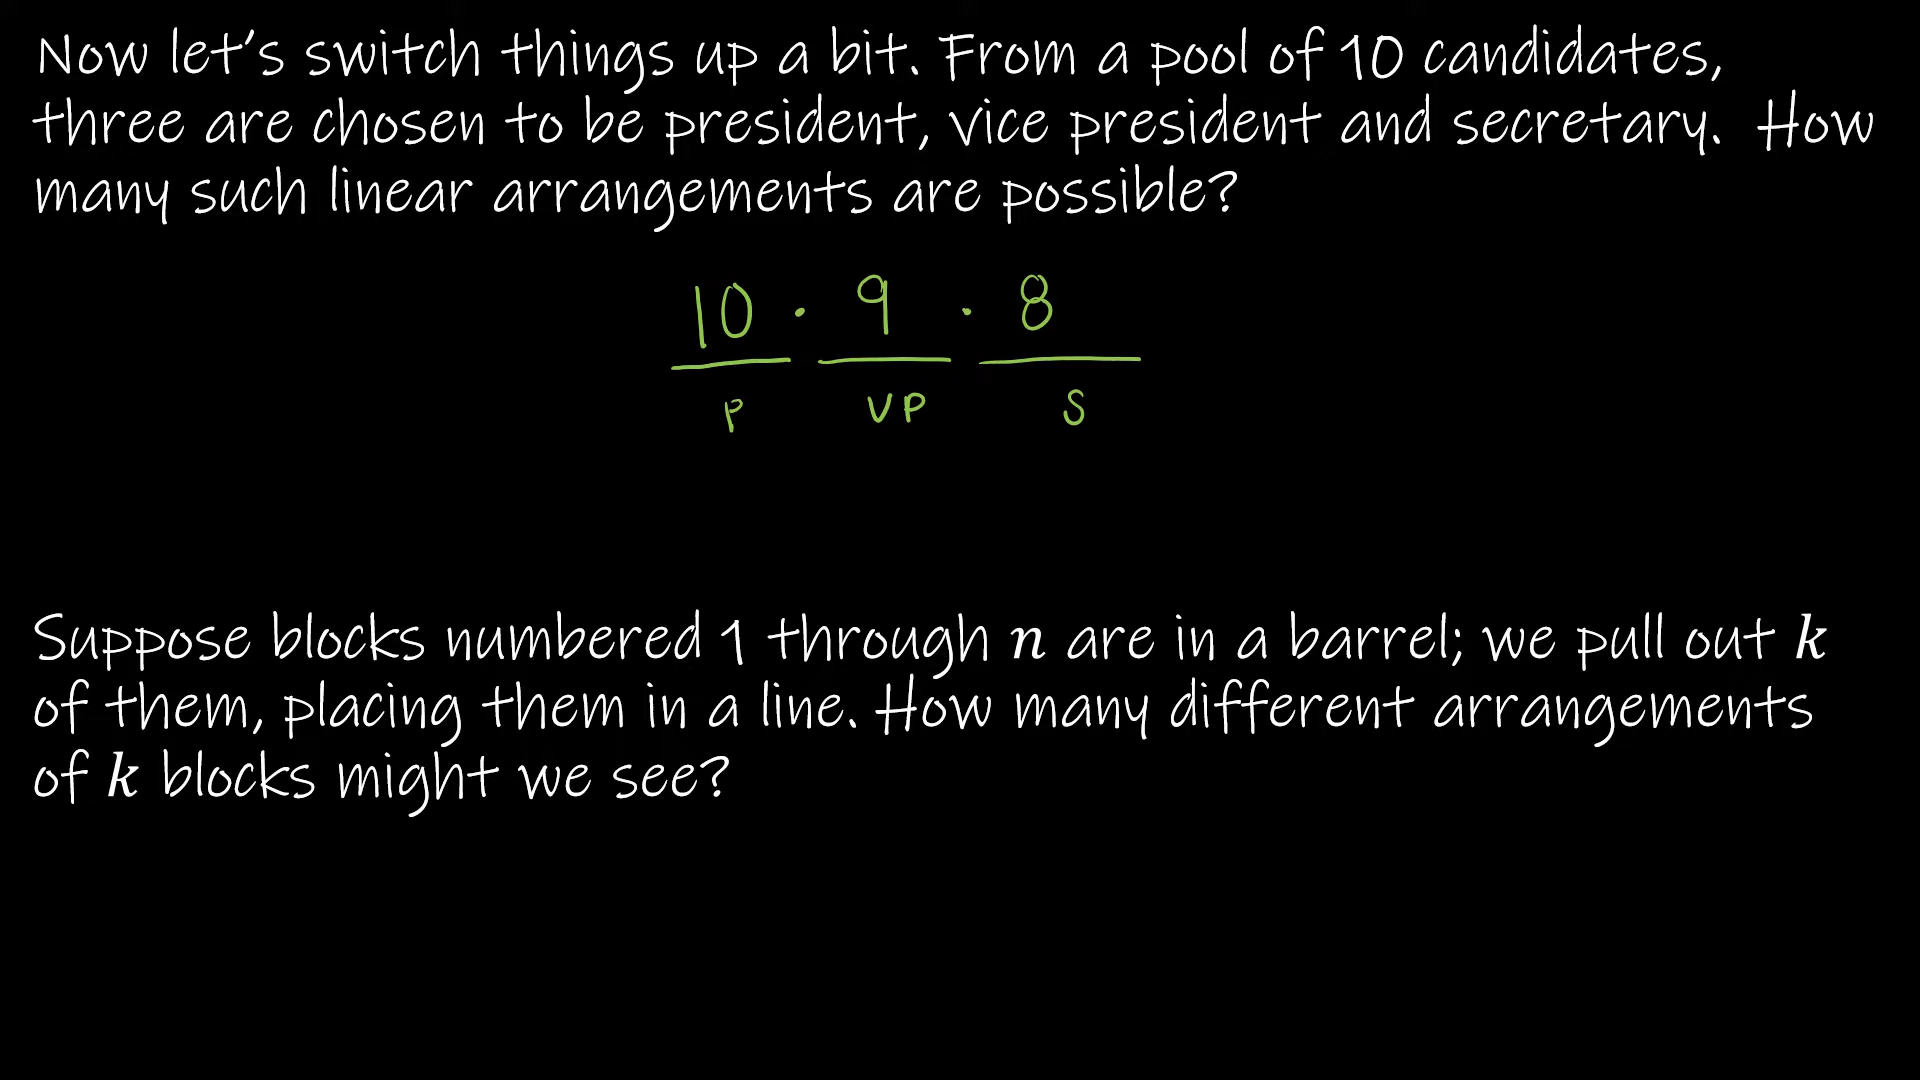 Now let's switch things up a bit. From a pool of 10 candidates,
three are chosen to be president, vice president and secretary. How
many such linear arrangements are possible?
10 · 9 · 8
P VP S
Suppose blocks numbered 1 through n are in a barrel; we pull out k
of them, placing them in a line. How many different arrangements
of k blocks might we see?